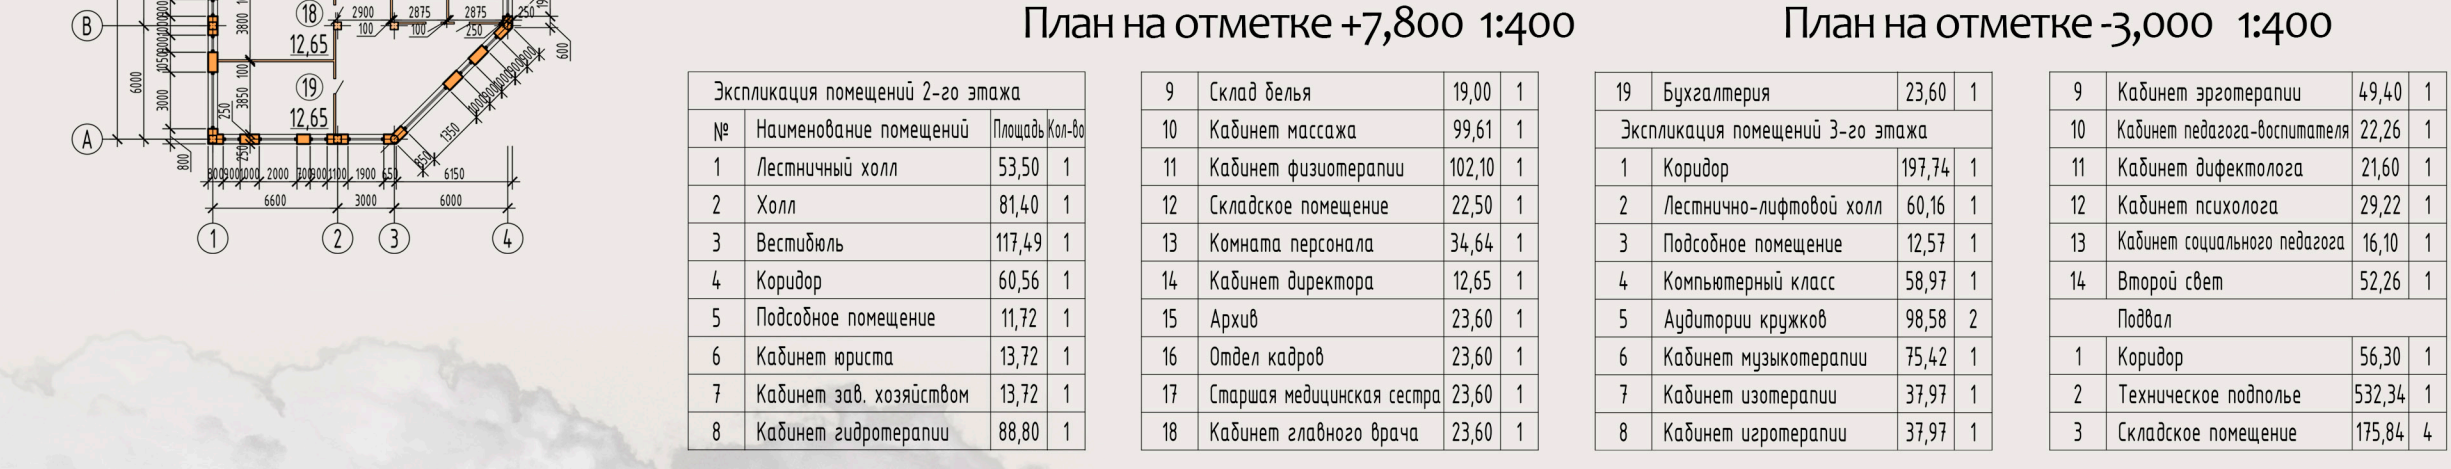 План на отметке +7,800 1:400
План на отметке -3,000 1:400
В
18
12,65
2900
2875
2875
100
100
250
250
600
3800
100
6000
3000
3850
250
19
12,65
1350
850
А
800
250
2000
1900
650
6150
6600
3000
6000
1
2
3
4
Экспликация помещений 2-го этажа
№ Наименование помещений Площадь Кол-во
1 Лестничный холл 53,50 1
2 Холл 81,40 1
3 Вестибюль 117,49 1
4 Коридор 60,56 1
5 Подсобное помещение 11,72 1
6 Кабинет юриста 13,72 1
7 Кабинет зав. хозяйством 13,72 1
8 Кабинет гидротерапии 88,80 1
9 Склад белья 19,00 1
10 Кабинет массажа 99,61 1
11 Кабинет физиотерапии 102,10 1
12 Складское помещение 22,50 1
13 Комната персонала 34,64 1
14 Кабинет директора 12,65 1
15 Архив 23,60 1
16 Отдел кадров 23,60 1
17 Старшая медицинская сестра 23,60 1
18 Кабинет главного врача 23,60 1
19 Бухгалтерия 23,60 1
Экспликация помещений 3-го этажа
1 Коридор 197,74 1
2 Лестнично-лифтовой холл 60,16 1
3 Подсобное помещение 12,57 1
4 Компьютерный класс 58,97 1
5 Аудитории кружков 98,58 2
6 Кабинет музыкотерапии 75,42 1
7 Кабинет изотерапии 37,97 1
8 Кабинет игротерапии 37,97 1
9 Кабинет эрготерапии 49,40 1
10 Кабинет педагога-воспитателя 22,26 1
11 Кабинет дифектолога 21,60 1
12 Кабинет психолога 29,22 1
13 Кабинет социального педагога 16,10 1
14 Второй свет 52,26 1
Подвал
1 Коридор 56,30 1
2 Техническое подполье 532,34 1
3 Складское помещение 175,84 4